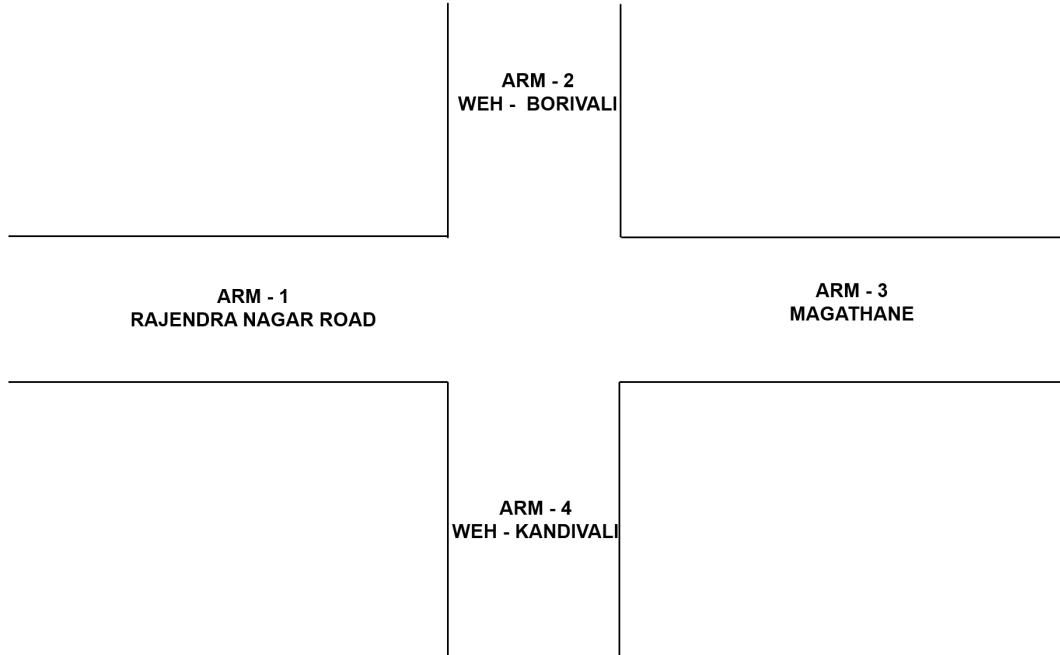 ARM - 2
WEH - BORIVALI
ARM - 1
RAJENDRA NAGAR ROAD
ARM - 3
MAGATHANE
ARM - 4
WEH - KANDIVALI